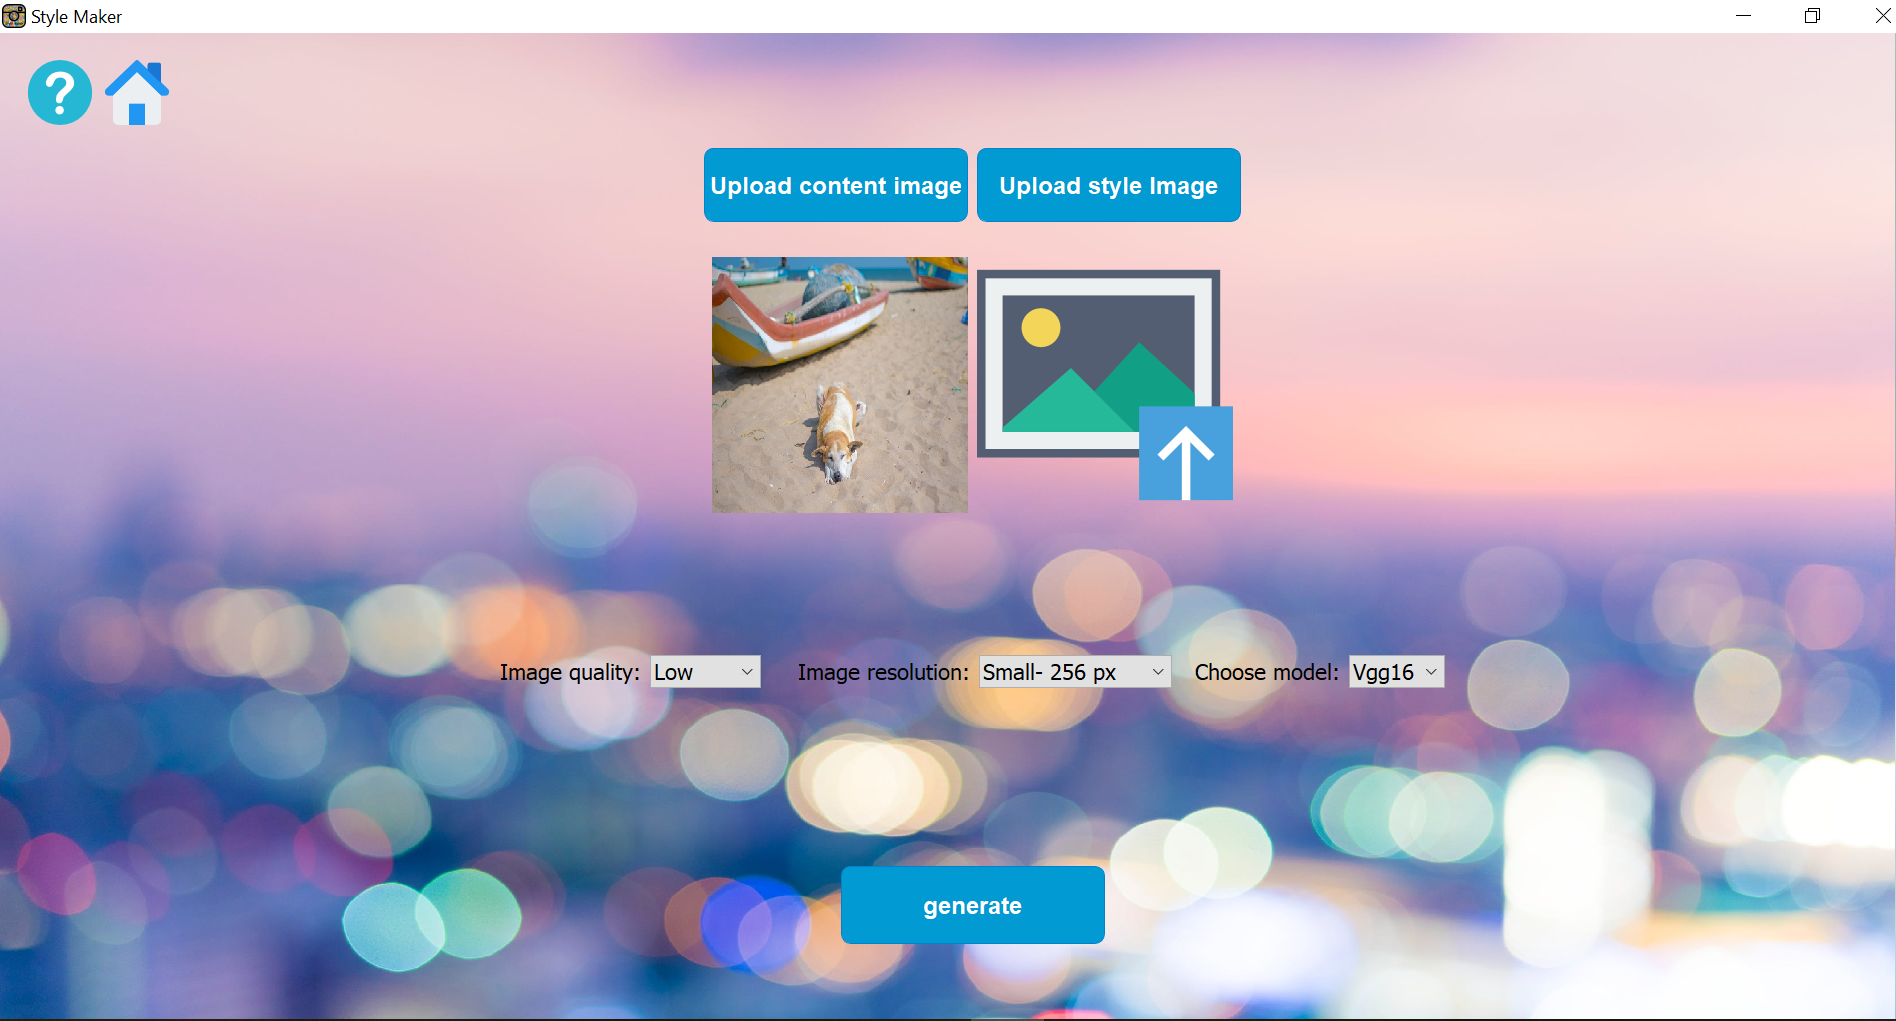 Style Maker
?
Upload content image Upload style Image
Image quality: Low Image resolution: Small- 256 px Choose model: Vgg16
generate